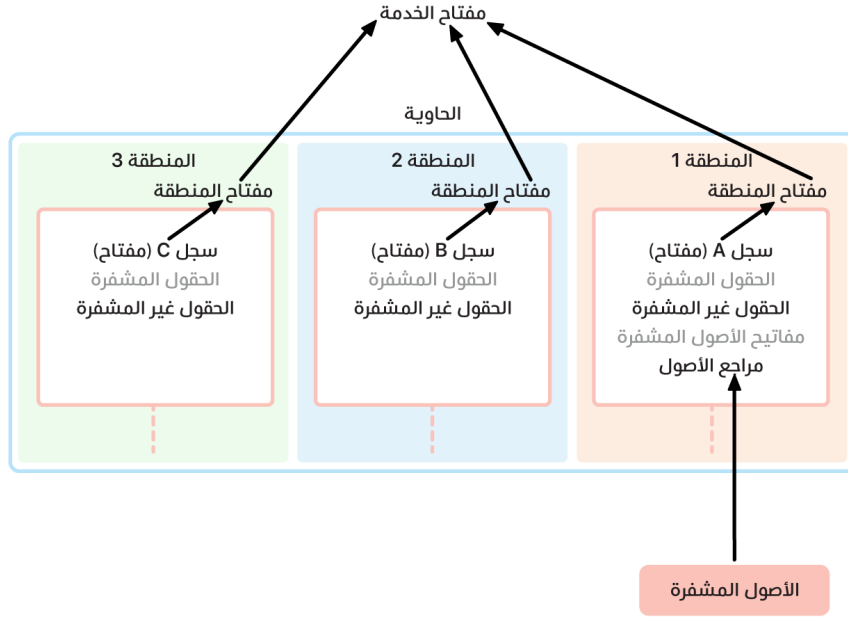 مفتاح الخدمة
الحاوية
المنطقة 1
مفتاح المنطقة
سجل A (مفتاح)
الحقول المشفرة
الحقول غير المشفرة
مفاتيح الأصول المشفرة
مراجع الأصول
المنطقة 2
مفتاح المنطقة
سجل B (مفتاح)
الحقول المشفرة
الحقول غير المشفرة
المنطقة 3
مفتاح المنطقة
سجل C (مفتاح)
الحقول المشفرة
الحقول غير المشفرة
الأصول المشفرة